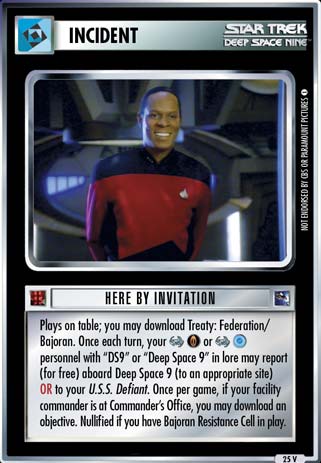 INCIDENT
STAR TREK
DEEP SPACE NINE™
NOT ENDORSED BY CBS OR PARAMOUNT PICTURES
HERE BY INVITATION
Plays on table; you may download Treaty: Federation/
Bajoran. Once each turn, your or
personnel with “DS9” or “Deep Space 9” in lore may report
(for free) aboard Deep Space 9 (to an appropriate site)
OR to your U.S.S. Defiant. Once per game, if your facility
commander is at Commander’s Office, you may download an
objective. Nullified if you have Bajoran Resistance Cell in play.
25 V